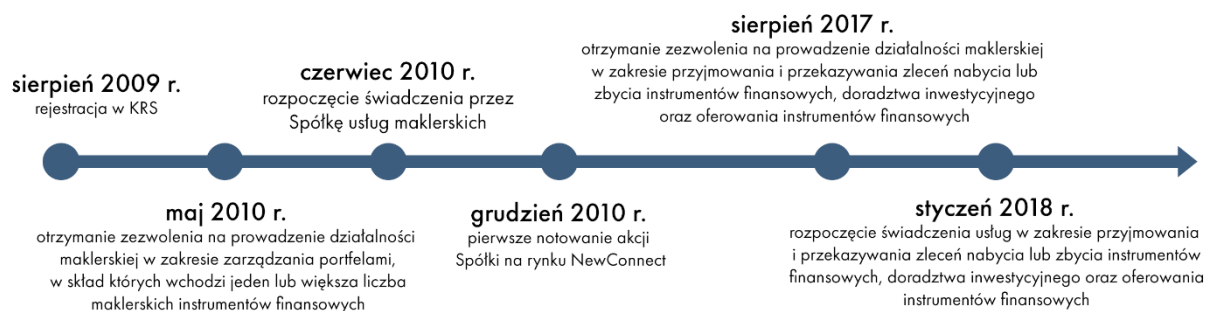 sierpień 2009 r.
rejestracja w KRS
maj 2010 r.
otrzymanie zezwolenia na prowadzenie działalności
maklerskiej w zakresie zarządzania portfelami,
w skład których wchodzi jeden lub większa liczba
maklerskich instrumentów finansowych
czerwiec 2010 r.
rozpoczęcie świadczenia przez
Spółkę usług maklerskich
grudzień 2010 r.
pierwsze notowanie akcji
Spółki na rynku NewConnect
sierpień 2017 r.
otrzymanie zezwolenia na prowadzenie działalności maklerskiej
w zakresie przyjmowania i przekazywania zleceń nabycia lub
zbycia instrumentów finansowych, doradztwa inwestycyjnego
oraz oferowania instrumentów finansowych
styczeń 2018 r.
rozpoczęcie świadczenia usług w zakresie przyjmowania
i przekazywania zleceń nabycia lub zbycia instrumentów
finansowych, doradztwa inwestycyjnego oraz oferowania
instrumentów finansowych